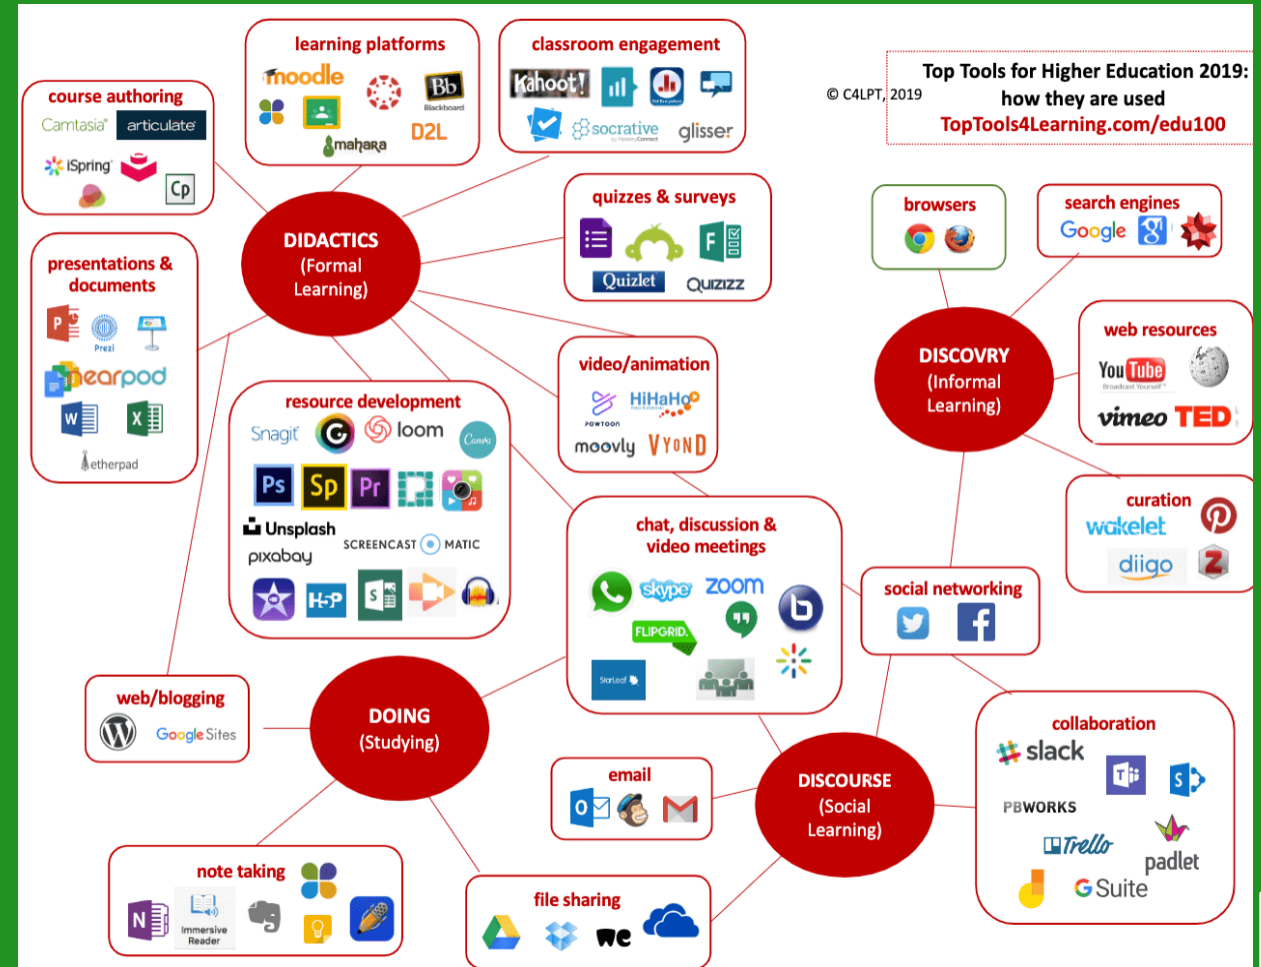 learning platforms
moodle
Bb
Blackboard
D2L
mahara
classroom engagement
Kahoot!
socrative
glisser
© C4LPT, 2019
Top Tools for Higher Education 2019:
how they are used
TopTools4Learning.com/edu100
course authoring
Camtasia
articulate
iSpring
Cp
DIDACTICS
(Formal
Learning)
quizzes & surveys
F
Quizlet
QUIZIZZ
browsers
search engines
Google
g
presentations &
documents
P
Prezi
nearpod
W
X
etherpad
video/animation
POWTOON
HiHaHo
moovly
VYOND
DISCOVRY
(Informal
Learning)
web resources
YouTube
Broadcast Yourself™
vimeo TED
resource development
Snagit
G
loom
Canva
Ps
Sp
Pr
Unsplash
pixabay
SCREENCAST MATIC
H5P
S
chat, discussion &
video meetings
skype
zoom
b
FLIPGRID.
StarLeaf
curation
wakelet
diigo
Z
social networking
f
web/blogging
W
Google Sites
DOING
(Studying)
email
O
M
DISCOURSE
(Social
Learning)
collaboration
slack
T
S
PBWORKS
Trello
padlet
G Suite
note taking
N
Immersive
Reader
file sharing
we